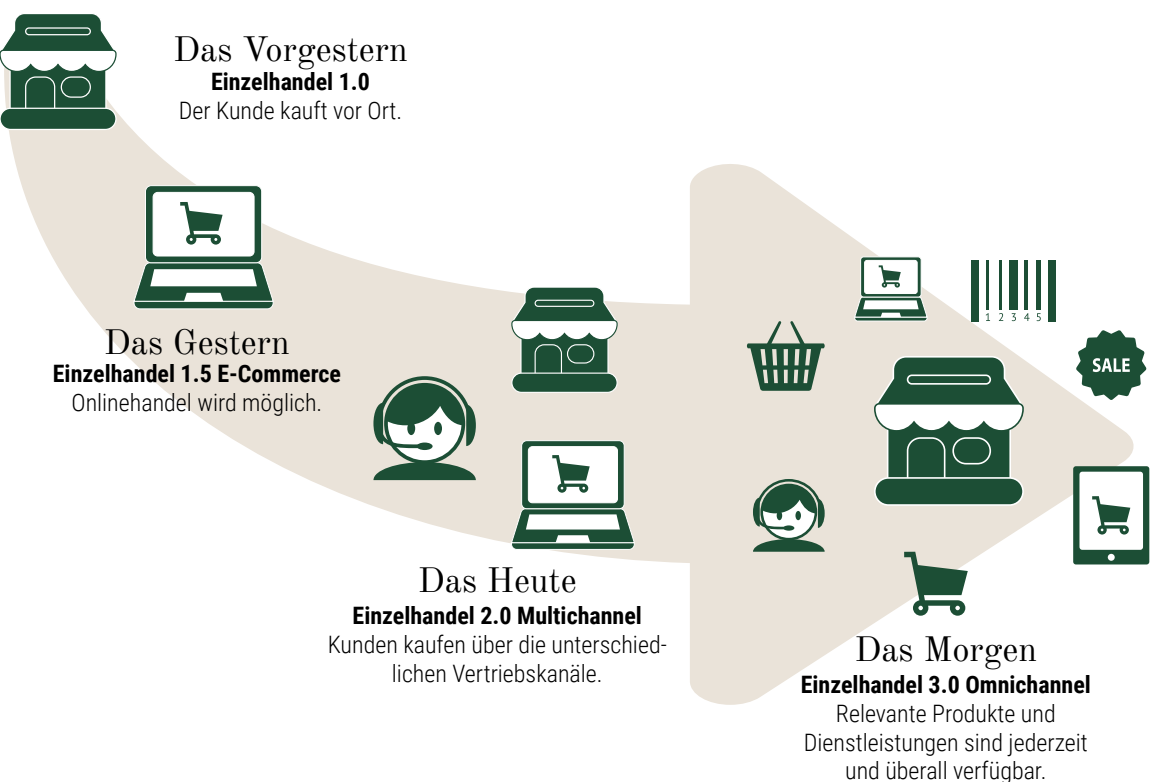 Das Vorgestern
Einzelhandel 1.0
Der Kunde kauft vor Ort.
Das Gestern
Einzelhandel 1.5 E-Commerce
Onlinehandel wird möglich.
Das Heute
Einzelhandel 2.0 Multichannel
Kunden kaufen über die unterschied-
lichen Vertriebskanäle.
1 2 3 4 5
SALE
Das Morgen
Einzelhandel 3.0 Omnichannel
Relevante Produkte und
Dienstleistungen sind jederzeit
und überall verfügbar.